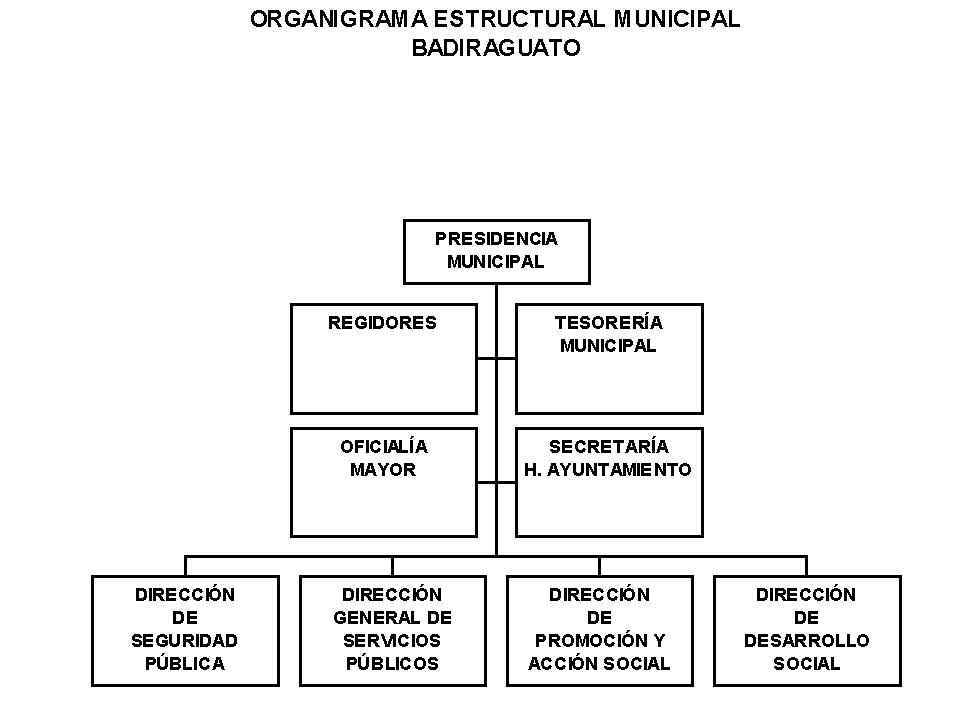 ORGANIGRAMA ESTRUCTURAL MUNICIPAL
BADIRAGUATO
PRESIDENCIA
MUNICIPAL
REGIDORES
TESORERÍA
MUNICIPAL
OFICIALÍA
MAYOR
SECRETARÍA
H. AYUNTAMIENTO
DIRECCIÓN
DE
SEGURIDAD
PÚBLICA
DIRECCIÓN
GENERAL DE
SERVICIOS
PÚBLICOS
DIRECCIÓN
DE
PROMOCIÓN Y
ACCIÓN SOCIAL
DIRECCIÓN
DE
DESARROLLO
SOCIAL